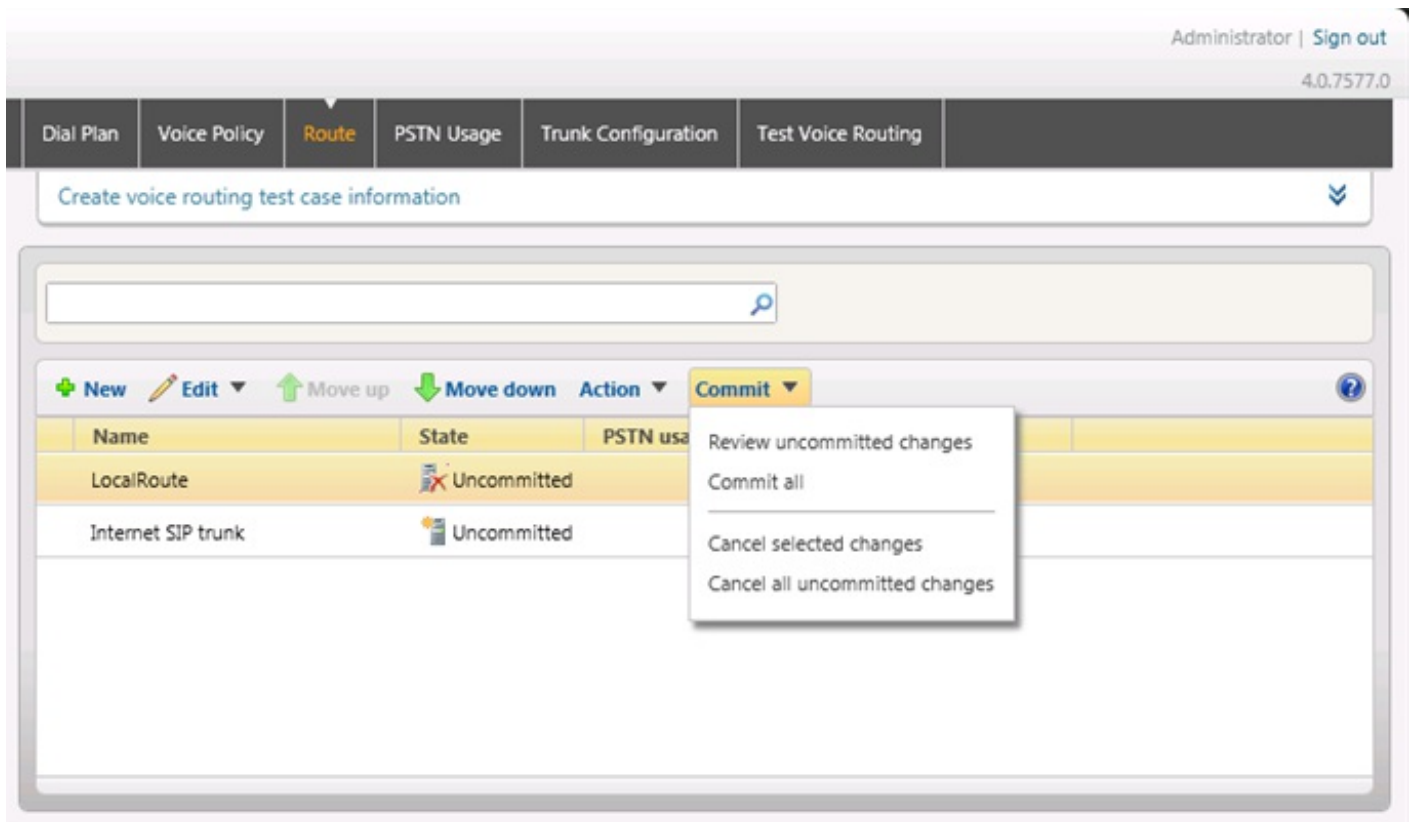 Administrator | Sign out
4.0.7577.0
Dial Plan Voice Policy Route PSTN Usage Trunk Configuration Test Voice Routing
Create voice routing test case information
New Edit Move up Move down Action Commit
Name State PSTN usa
Review uncommitted changes
LocalRoute Uncommitted
Commit all
Internet SIP trunk Uncommitted
Cancel selected changes
Cancel all uncommitted changes